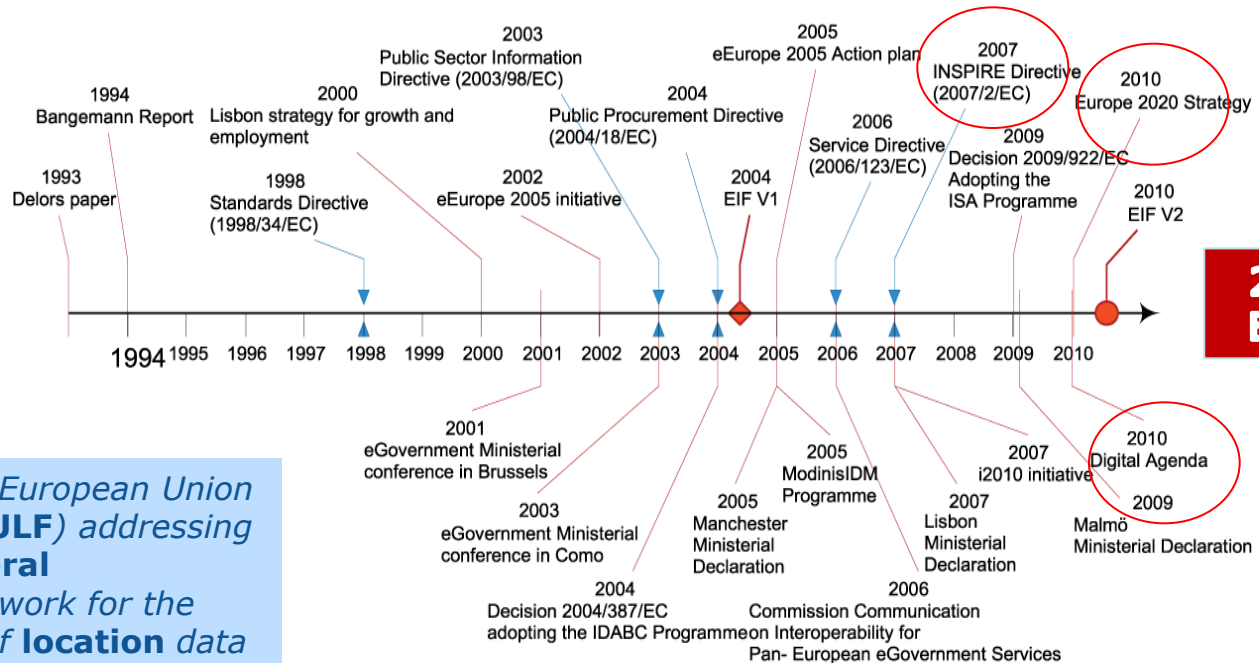 1993
Delors paper
1994
Bangemann Report
1998
Standards Directive
(1998/34/EC)
2000
Lisbon strategy for growth and
employment
2002
eEurope 2005 initiative
2003
Public Sector Information
Directive (2003/98/EC)
2004
Public Procurement Directive
(2004/18/EC)
2004
EIF V1
2005
eEurope 2005 Action plan
2006
Service Directive
(2006/123/EC)
2007
INSPIRE Directive
(2007/2/EC)
2009
Decision 2009/922/EC
Adopting the
ISA Programme
2010
Europe 2020 Strategy
2010
EIF V2
1994 1995 1996 1997 1998 1999 2000 2001 2002 2003 2004 2005 2006 2007 2008 2009 2010
2001
eGovernment Ministerial
conference in Brussels
2003
eGovernment Ministerial
conference in Como
2004
Decision 2004/387/EC
adopting the IDABC Programme
2005
Manchester
Ministerial
Declaration
2005
ModinisIDM
Programme
2006
Commission Communication
on Interoperability for
Pan- European eGovernment Services
2007
Lisbon
Ministerial
Declaration
2007
i2010 initiative
2010
Digital Agenda
2009
Malmö
Ministerial Declaration
European Union
ULF) addressing
work for the
of location data